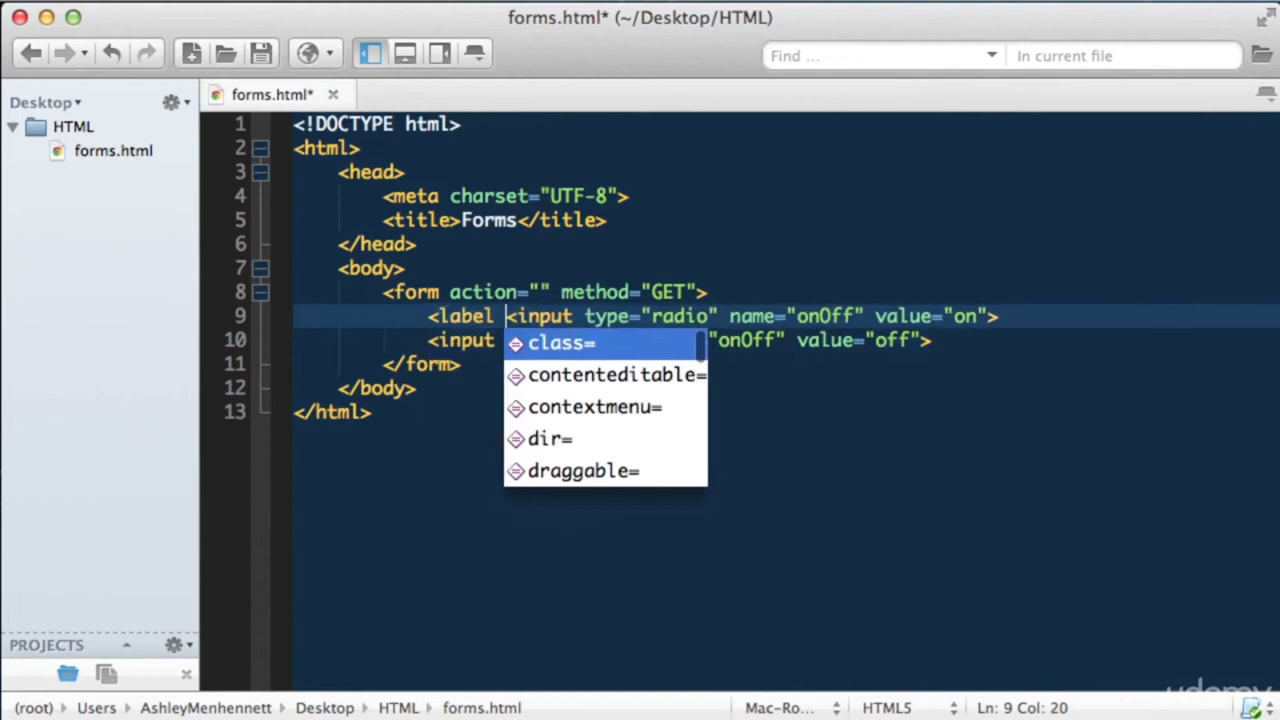 forms.html* (~/Desktop/HTML)
Find ...
In current file
Desktop
forms.html*
HTML
forms.html
1 <!DOCTYPE html>
2 <html>
3 <head>
4 <meta charset="UTF-8">
5 <title>Forms</title>
6 </head>
7 <body>
8 <form action="" method="GET">
9 <label <input type="radio" name="onOff" value="on">
10 <input "onOff" value="off">
11 </form>
12 </body>
13 </html>
class=
contenteditable=
contextmenu=
dir=
draggable=
PROJECTS
udemy
(root) Users AshleyMenhennett Desktop HTML forms.html Mac-Ro... HTML5 Ln: 9 Col: 20